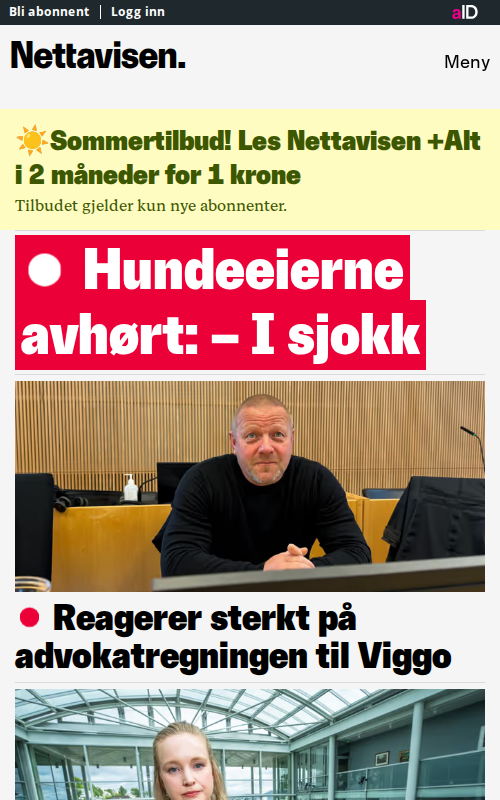 Bli abonnent | Logg inn
aID
Nettavisen.
Meny
☀️Sommertilbud! Les Nettavisen +Alt
i 2 måneder for 1 krone
Tilbudet gjelder kun nye abonnenter.
Hundeeierne
avhørt: – I sjokk
Reagerer sterkt på
advokatregningen til Viggo